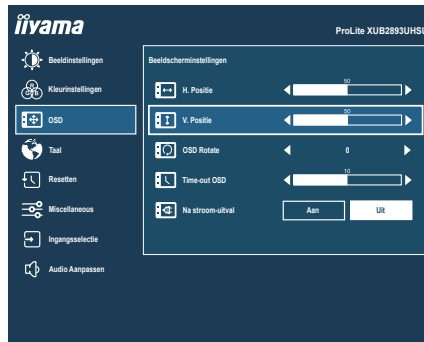 iiyama
ProLite XUB2893UHSU
Beeldinstellingen
Kleurinstellingen
R
G B
OSD
Taal
Resetten
Miscellaneous
Ingangsselectie
Audio Aanpassen
Beeldscherminstellingen
H. Positie
50
V. Positie
50
OSD Rotate
0
Time-out OSD
10
Na stroom-uitval
Aan
Uit